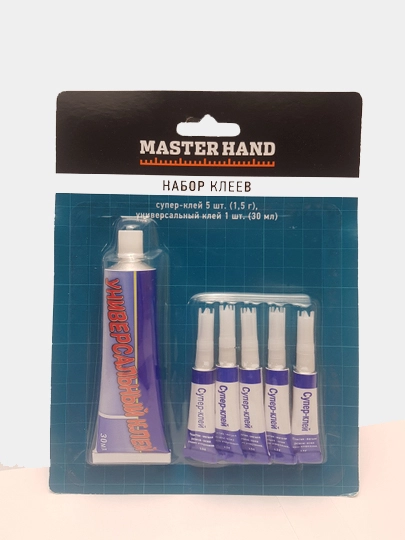 MASTER HAND
НАБОР КЛЕЕВ
супер-клей 5 шт. (1,5 г),
универсальный клей 1 шт. (30 мл)
УНИВЕРСАЛЬНЫЙ КЛЕЙ
30мл
Супер-клей
Супер-клей
Супер-клей
Супер-клей
Супер-клей